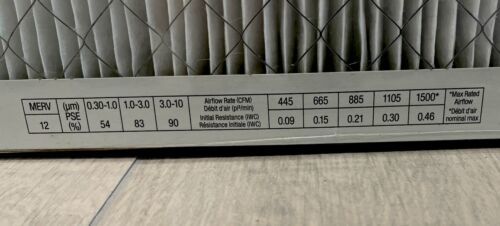 MERV (µm) 0.30-1.0 1.0-3.0 3.0-10 Airflow Rate (CFM) 445 665 885 1105 1500* *Max Rated
Débit d'air (pi³/min) Airflow
12 PSE (%) 54 83 90 Initial Resistance (IWC) 0.09 0.15 0.21 0.30 0.46 *Débit d'air
Résistance Initiale (IWC) nominal max